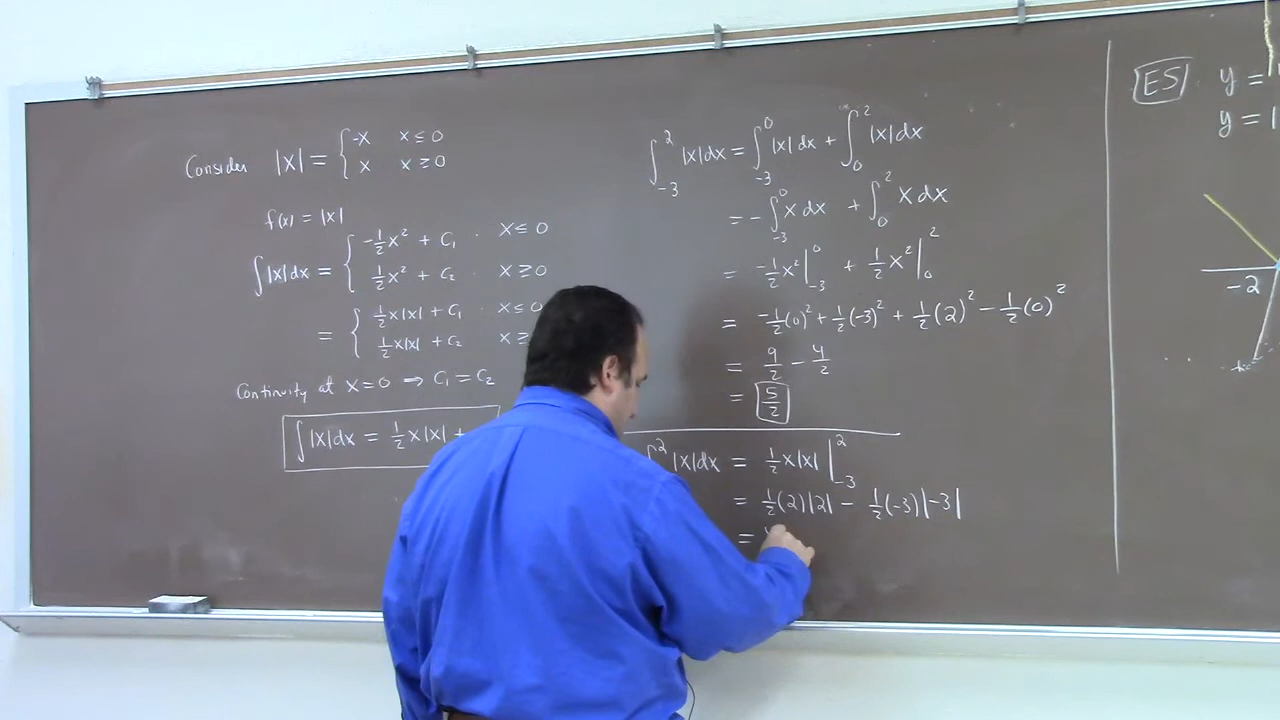 Consider |x| = { -x x ≤ 0
x x ≥ 0
f(x) = |x|
∫|x|dx = { -½x² + C₁ x ≤ 0
½x² + C₂ x ≥ 0
= { ½x|x| + C₁ x ≤ 0
½x|x| + C₂ x ≥
Continuity at x=0 ⇒ C₁ = C₂
∫|x|dx = ½x|x| +
∫₋₃² |x|dx = ∫₋₃⁰ |x|dx + ∫₀² |x|dx
= -∫₋₃⁰ x dx + ∫₀² x dx
= -½x² |₋₃⁰ + ½x² |₀²
= -½(0)² + ½(-3)² + ½(2)² - ½(0)²
= 9/2 - 4/2
= 5/2
∫² |x|dx = ½x|x| |₋₃²
= ½(2)|2| - ½(-3)|-3|
=
E5 y =
y = |
-2